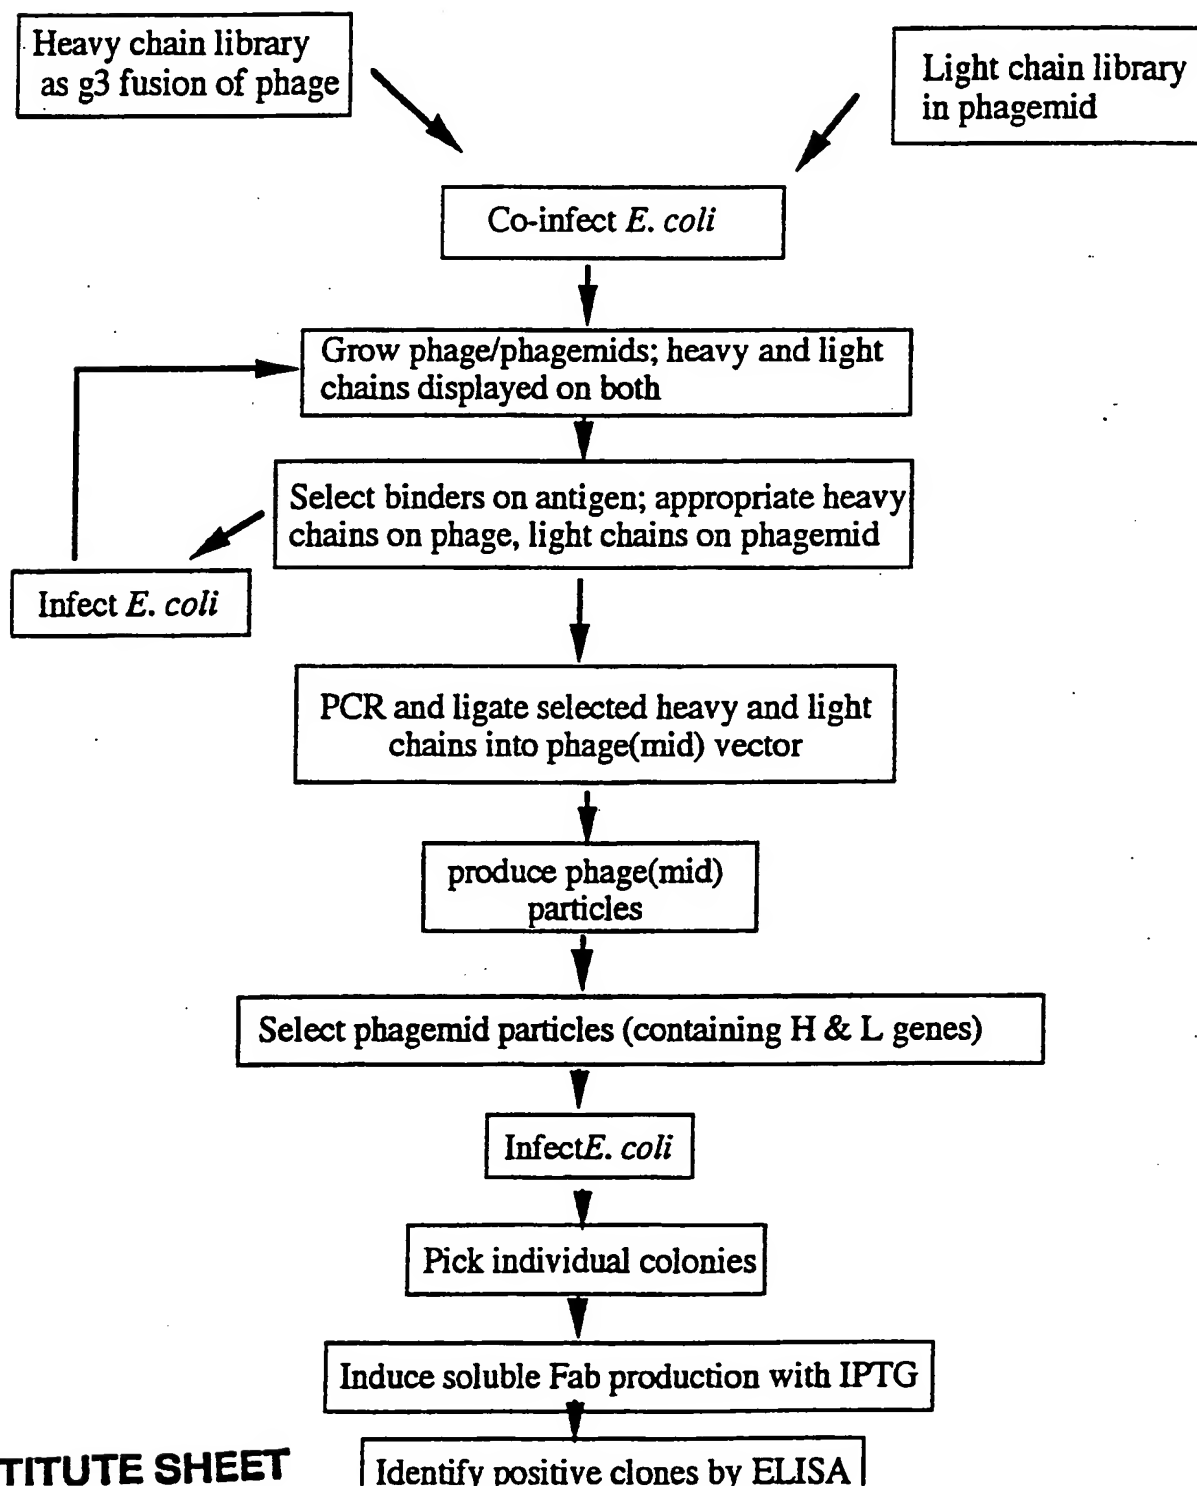 Heavy chain library
as g3 fusion of phage
Light chain library
in phagemid
Co-infect E. coli
Grow phage/phagemids; heavy and light
chains displayed on both
Select binders on antigen; appropriate heavy
chains on phage, light chains on phagemid
Infect E. coli
PCR and ligate selected heavy and light
chains into phage(mid) vector
produce phage(mid)
particles
Select phagemid particles (containing H & L genes)
InfectE. coli
Pick individual colonies
Induce soluble Fab production with IPTG
TITUTE SHEET
Identify positive clones by ELISA